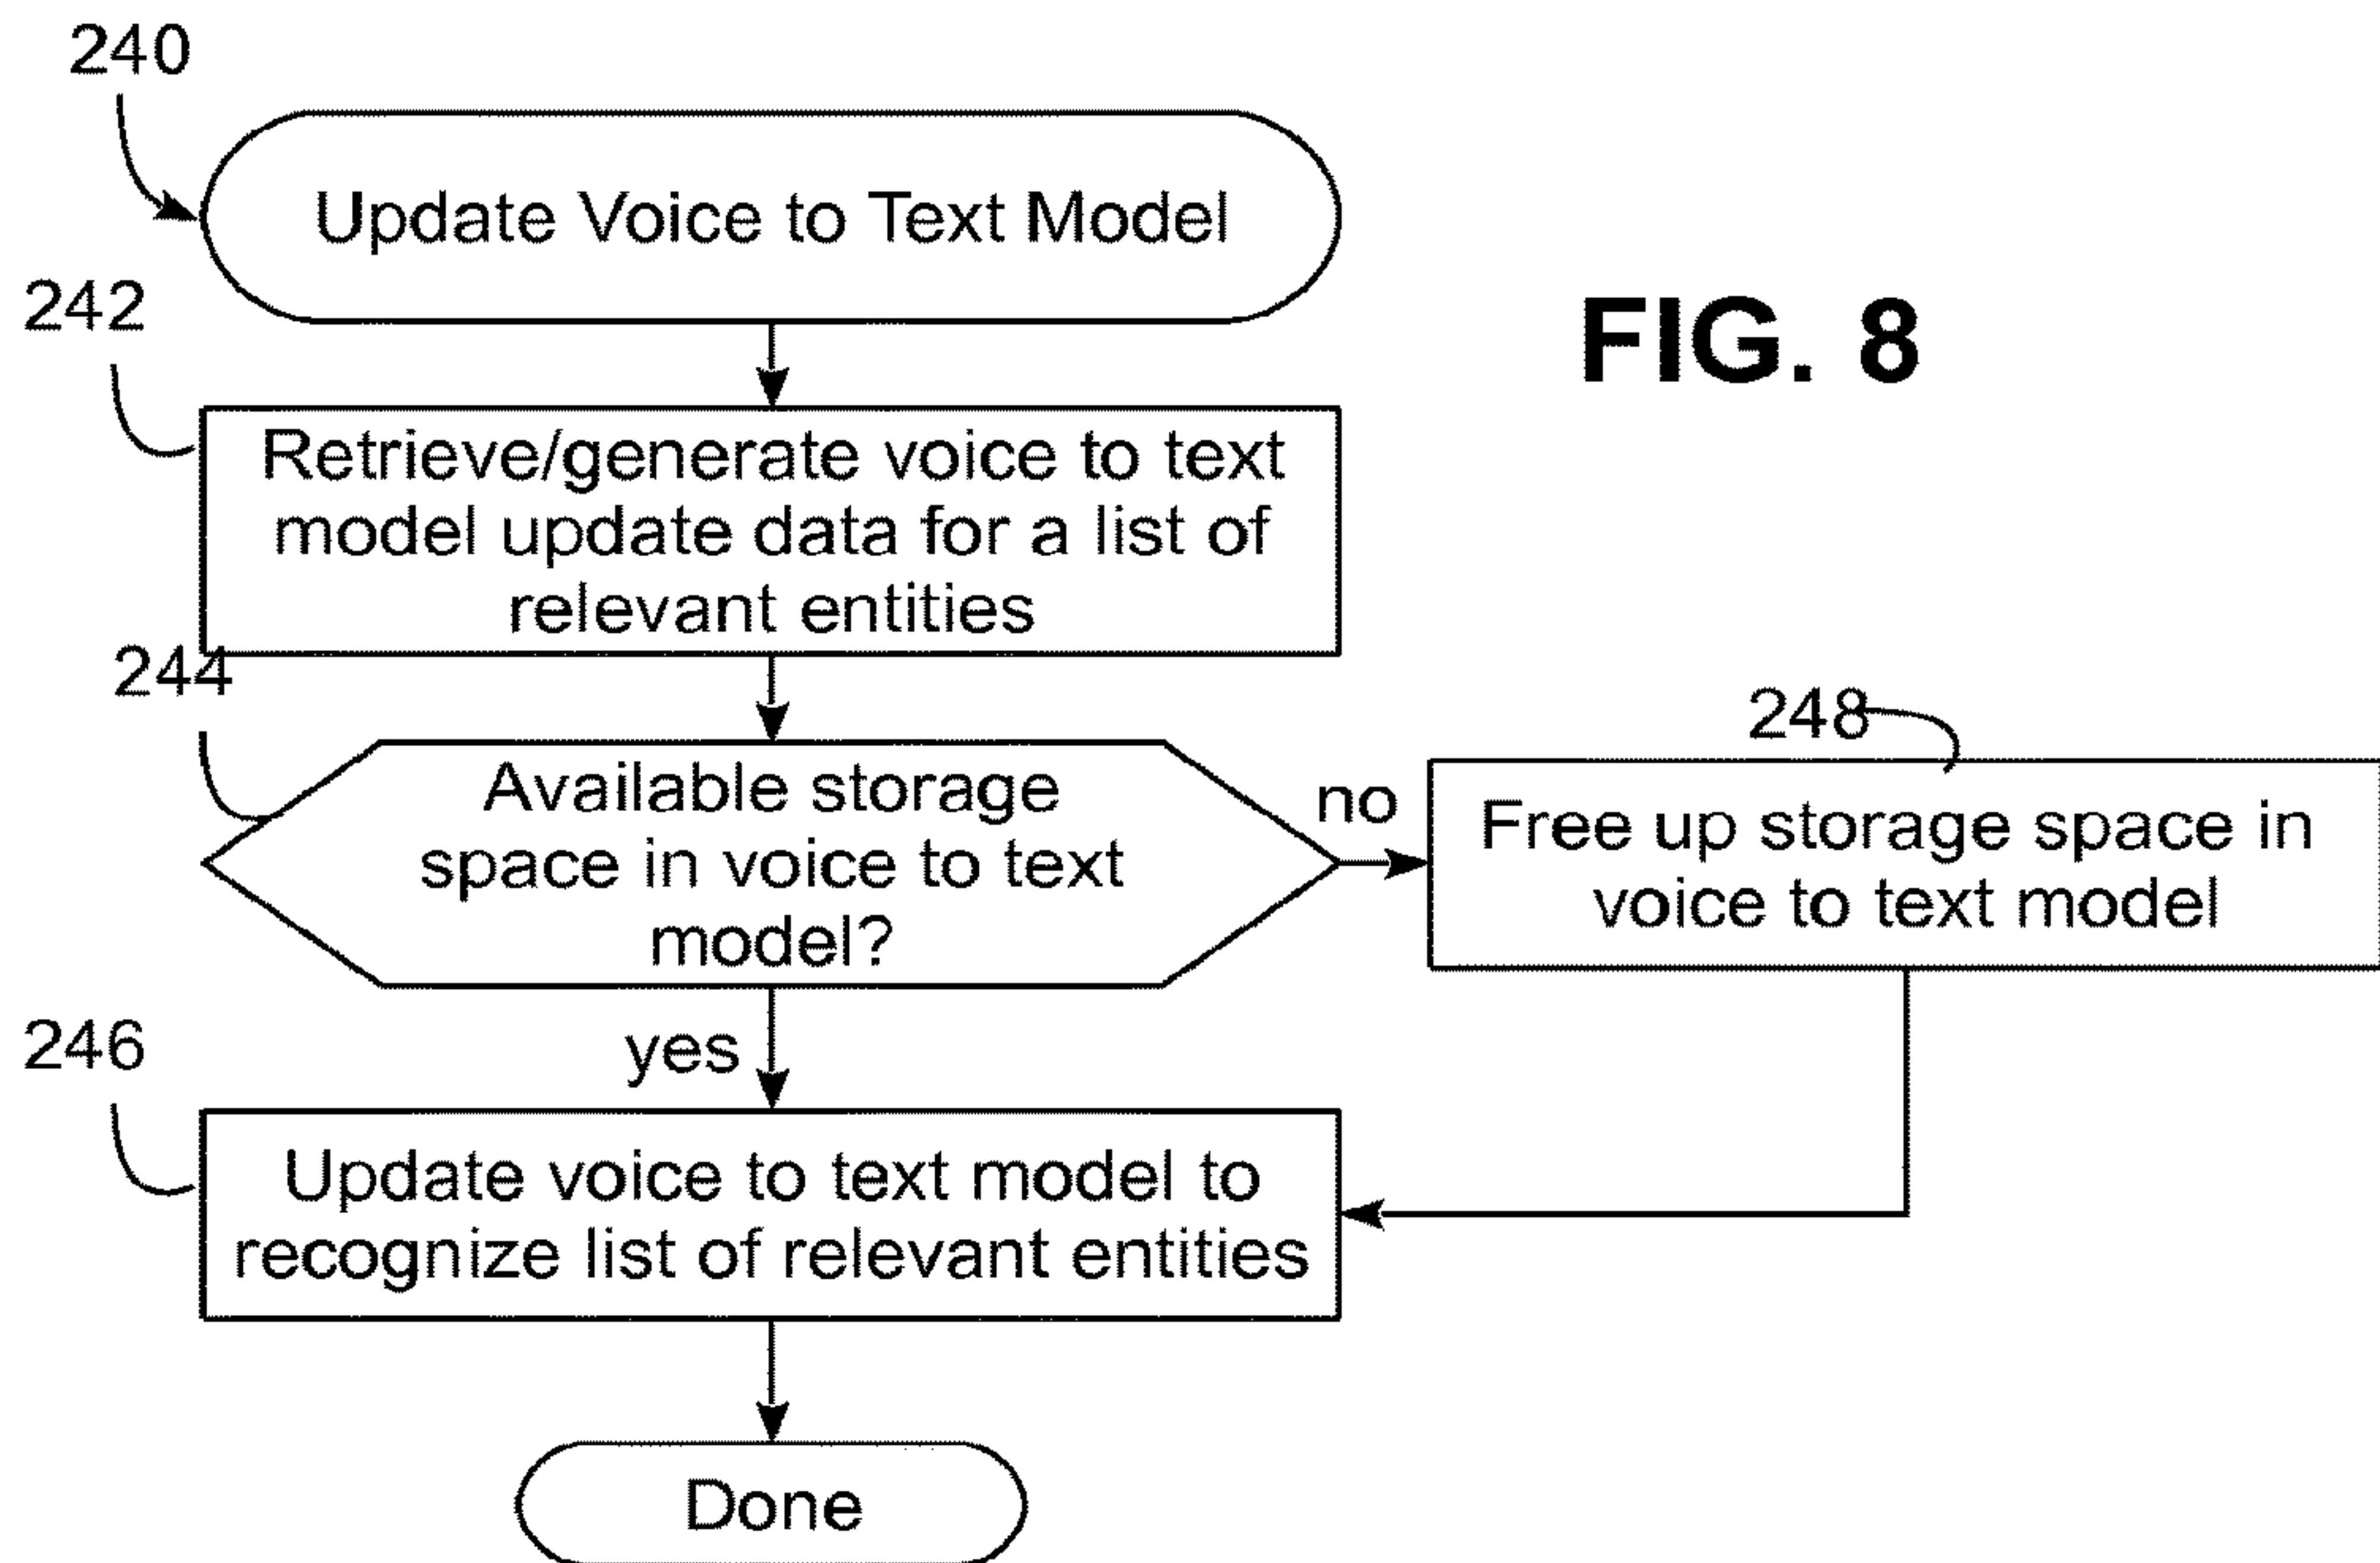 240
Update Voice to Text Model
FIG. 8
242
Retrieve/generate voice to text
model update data for a list of
relevant entities
244
Available storage
space in voice to text
model?
no
248
Free up storage space in
voice to text model
yes
246
Update voice to text model to
recognize list of relevant entities
Done